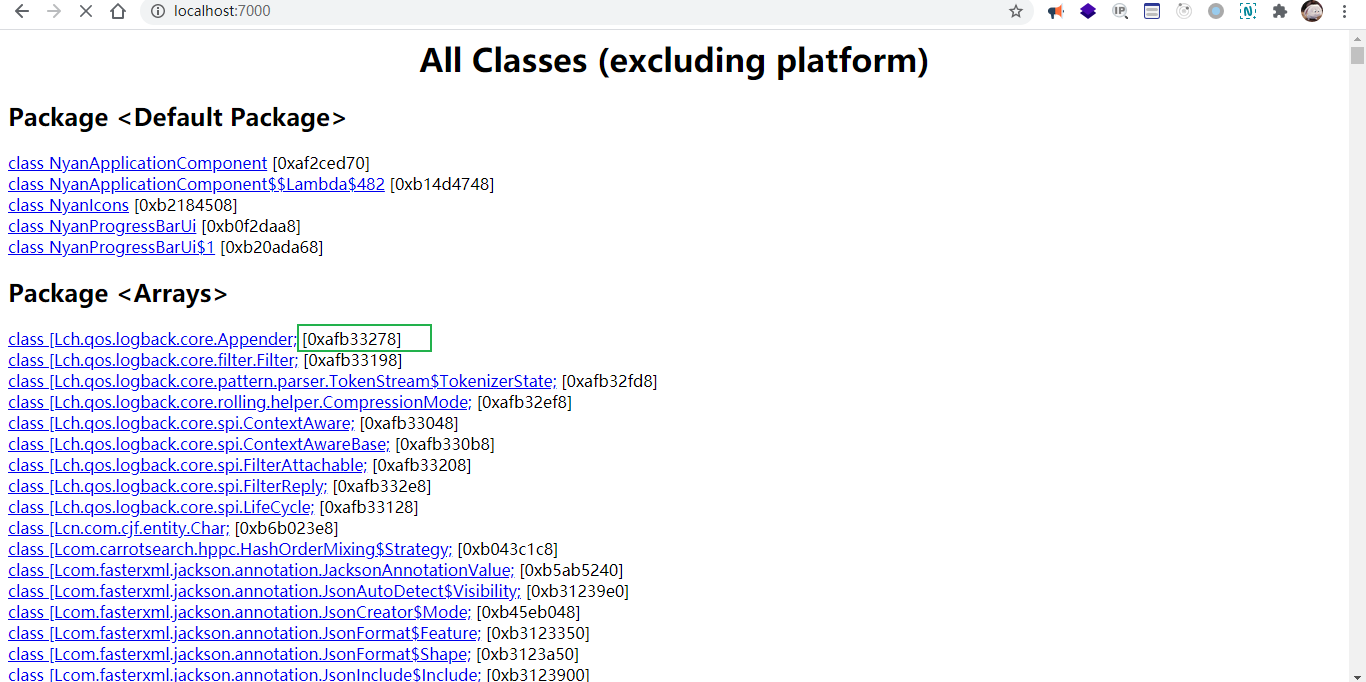 localhost:7000
All Classes (excluding platform)
Package <Default Package>
class NyanApplicationComponent [0xaf2ced70]
class NyanApplicationComponent$$Lambda$482 [0xb14d4748]
class NyanIcons [0xb2184508]
class NyanProgressBarUi [0xb0f2daa8]
class NyanProgressBarUi$1 [0xb20ada68]
Package <Arrays>
class [Lch.qos.logback.core.Appender; [0xafb33278]
class [Lch.qos.logback.core.filter.Filter; [0xafb33198]
class [Lch.qos.logback.core.pattern.parser.TokenStream$TokenizerState; [0xafb32fd8]
class [Lch.qos.logback.core.rolling.helper.CompressionMode; [0xafb32ef8]
class [Lch.qos.logback.core.spi.ContextAware; [0xafb33048]
class [Lch.qos.logback.core.spi.ContextAwareBase; [0xafb330b8]
class [Lch.qos.logback.core.spi.FilterAttachable; [0xafb33208]
class [Lch.qos.logback.core.spi.FilterReply; [0xafb332e8]
class [Lch.qos.logback.core.spi.LifeCycle; [0xafb33128]
class [Lcn.com.cjf.entity.Char; [0xb6b023e8]
class [Lcom.carrotsearch.hppc.HashOrderMixing$Strategy; [0xb043c1c8]
class [Lcom.fasterxml.jackson.annotation.JacksonAnnotationValue; [0xb5ab5240]
class [Lcom.fasterxml.jackson.annotation.JsonAutoDetect$Visibility; [0xb31239e0]
class [Lcom.fasterxml.jackson.annotation.JsonCreator$Mode; [0xb45eb048]
class [Lcom.fasterxml.jackson.annotation.JsonFormat$Feature; [0xb3123350]
class [Lcom.fasterxml.jackson.annotation.JsonFormat$Shape; [0xb3123a50]
class [Lcom.fasterxml.jackson.annotation.JsonInclude$Include; [0xb3123900]